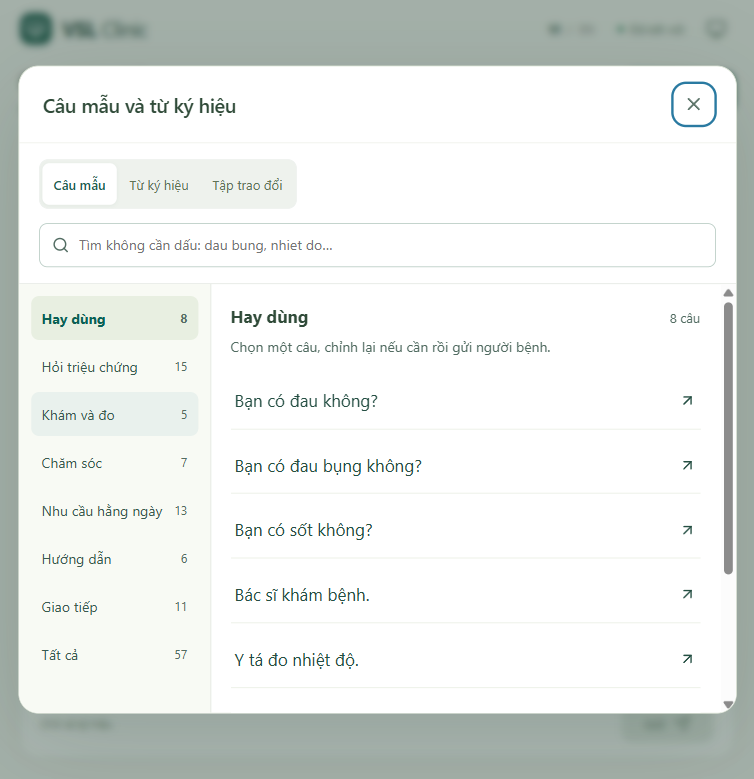 VSL Clinic
Câu mẫu và từ ký hiệu
Câu mẫu
Từ ký hiệu
Tập trao đổi
Tìm không cần dấu: dau bung, nhiet do...
Hay dùng 8
Hỏi triệu chứng 15
Khám và đo 5
Chăm sóc 7
Nhu cầu hằng ngày 13
Hướng dẫn 6
Giao tiếp 11
Tất cả 57
Hay dùng
8 câu
Chọn một câu, chỉnh lại nếu cần rồi gửi người bệnh.
Bạn có đau không?
Bạn có đau bụng không?
Bạn có sốt không?
Bác sĩ khám bệnh.
Y tá đo nhiệt độ.